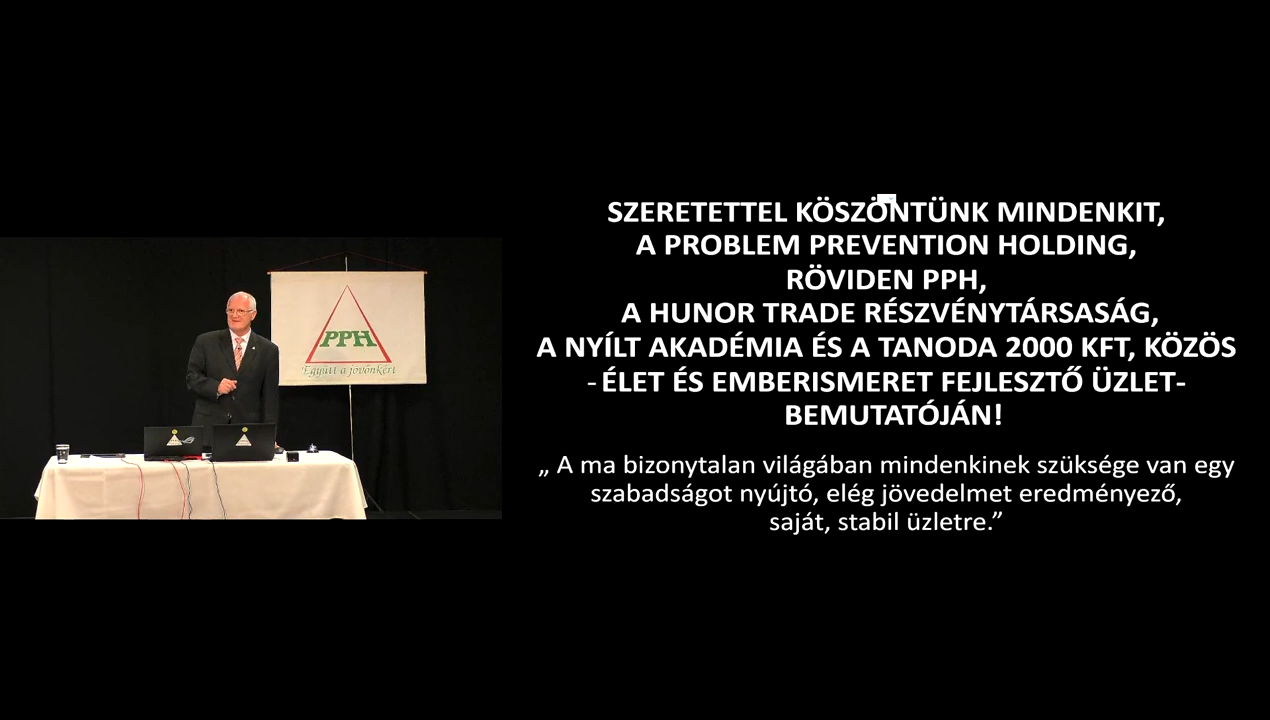 PPH
Együtt a jövőnkért
SZERETETTEL KÖSZÖNTÜNK MINDENKIT,
A PROBLEM PREVENTION HOLDING,
RÖVIDEN PPH,
A HUNOR TRADE RÉSZVÉNYTÁRSASÁG,
A NYÍLT AKADÉMIA ÉS A TANODA 2000 KFT, KÖZÖS
- ÉLET ÉS EMBERISMERET FEJLESZTŐ ÜZLET-
BEMUTATÓJÁN!
„ A ma bizonytalan világában mindenkinek szüksége van egy
szabadságot nyújtó, elég jövedelmet eredményező,
saját, stabil üzletre.”